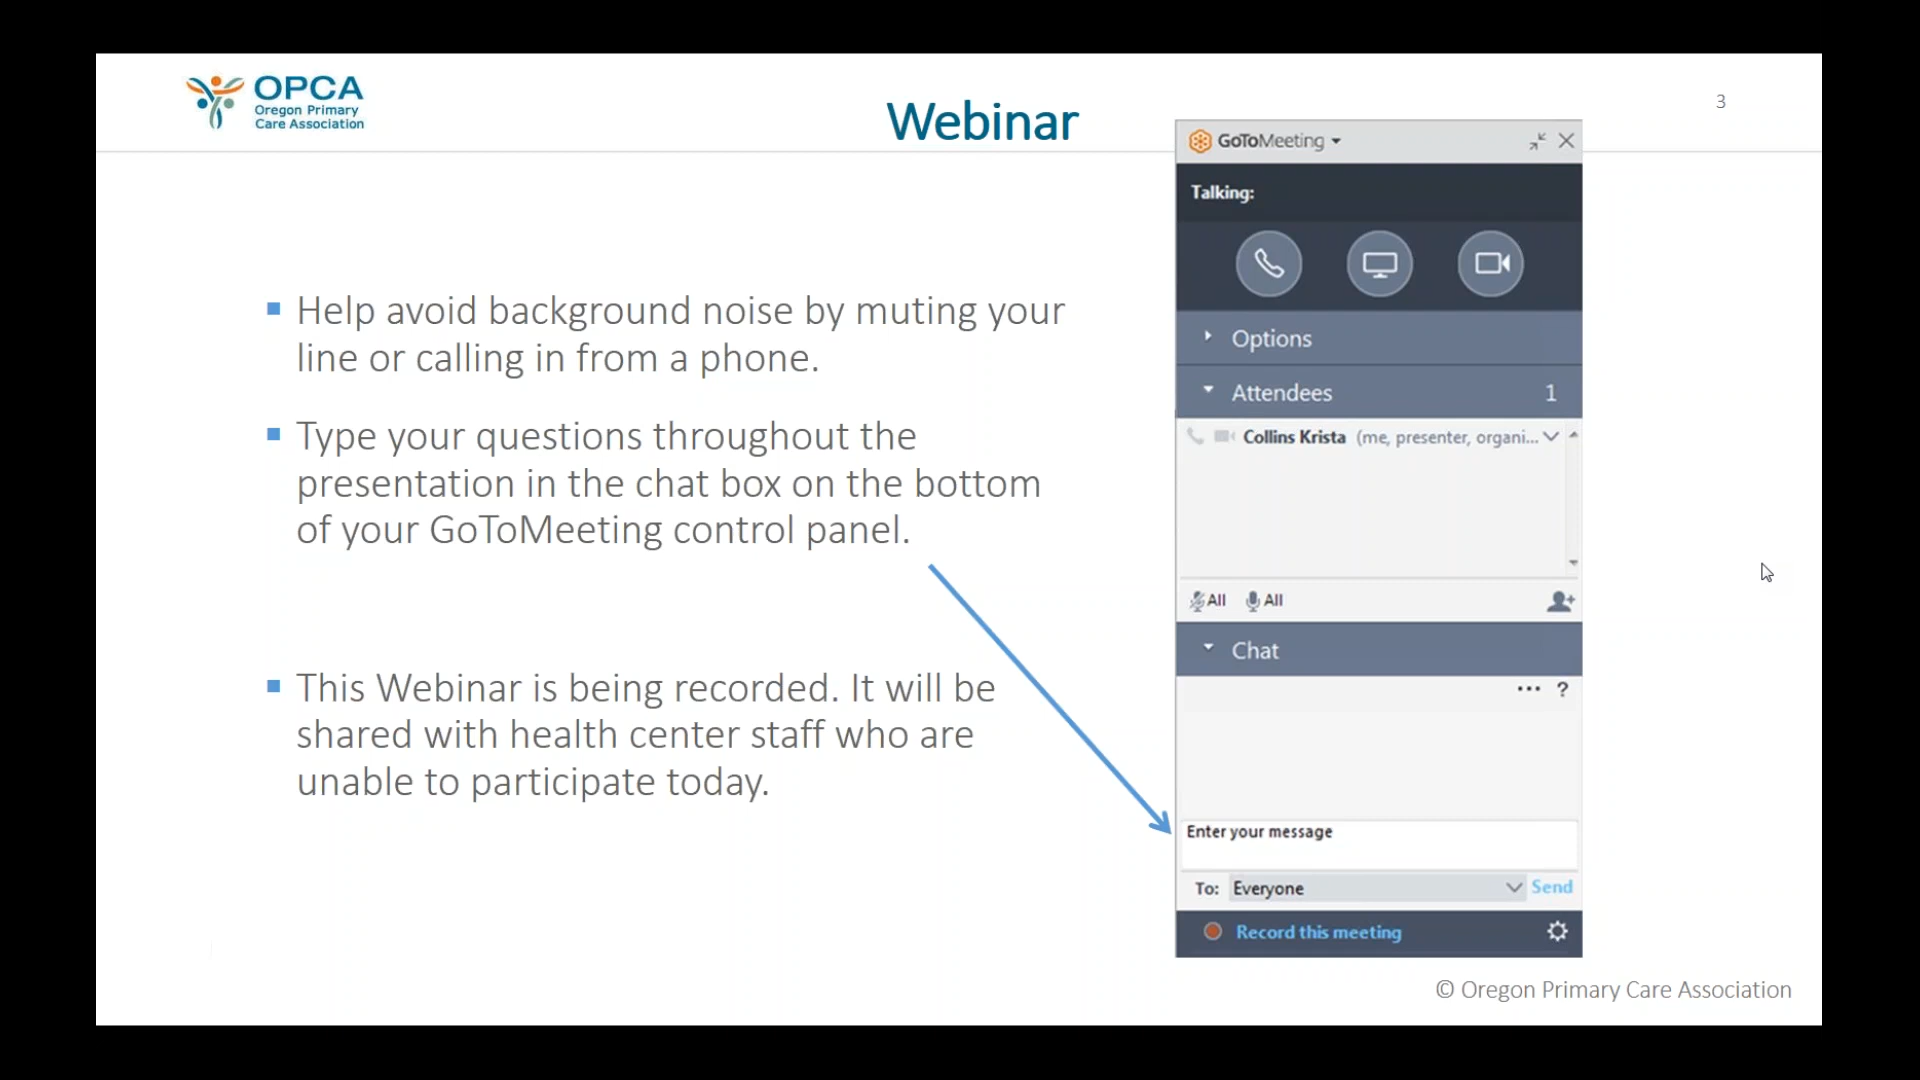 OPCA
Oregon Primary
Care Association
Webinar
3
Help avoid background noise by muting your
line or calling in from a phone.
Type your questions throughout the
presentation in the chat box on the bottom
of your GoToMeeting control panel.
This Webinar is being recorded. It will be
shared with health center staff who are
unable to participate today.
GoToMeeting
Talking:
Options
Attendees 1
Collins Krista (me, presenter, organi...
All All
Chat
... ?
Enter your message
To: Everyone Send
Record this meeting
© Oregon Primary Care Association